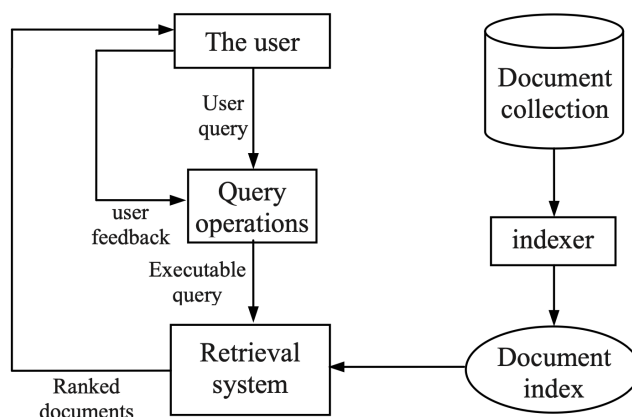 The user
User
query
Query
operations
user
feedback
Executable
query
Retrieval
system
Ranked
documents
Document
collection
indexer
Document
index